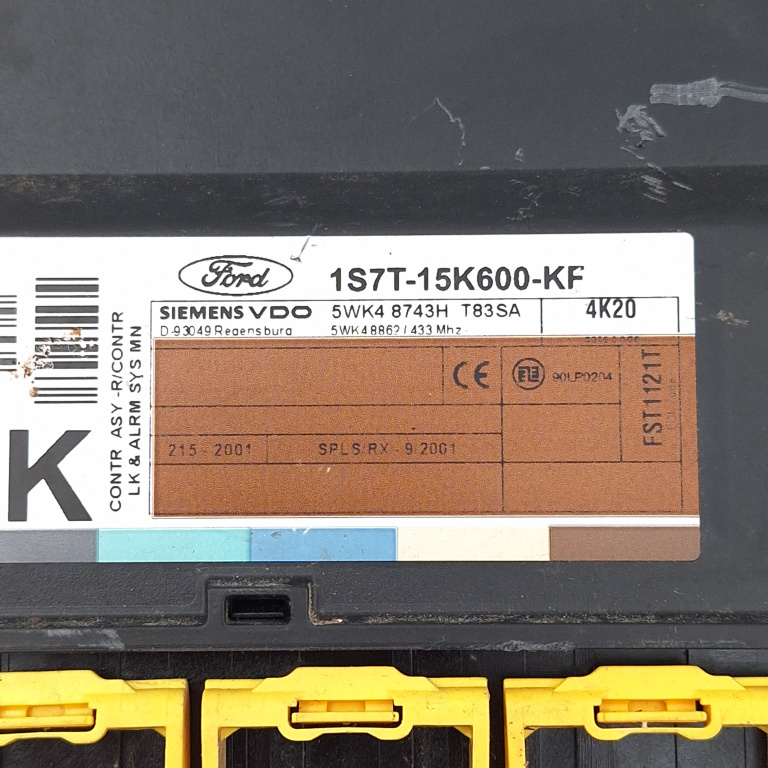 Ford
1S7T-15K600-KF
SIEMENS VDO
5WK4 8743H T83SA
4K20
D-93049 Regensburg
5WK4 8862 / 433 Mhz
CE
90LP0204
FST1121T
215 - 2001
SPLS/RX - 9/2001
CONTR ASY -R/CONTR
LK & ALRM SYS MN
K